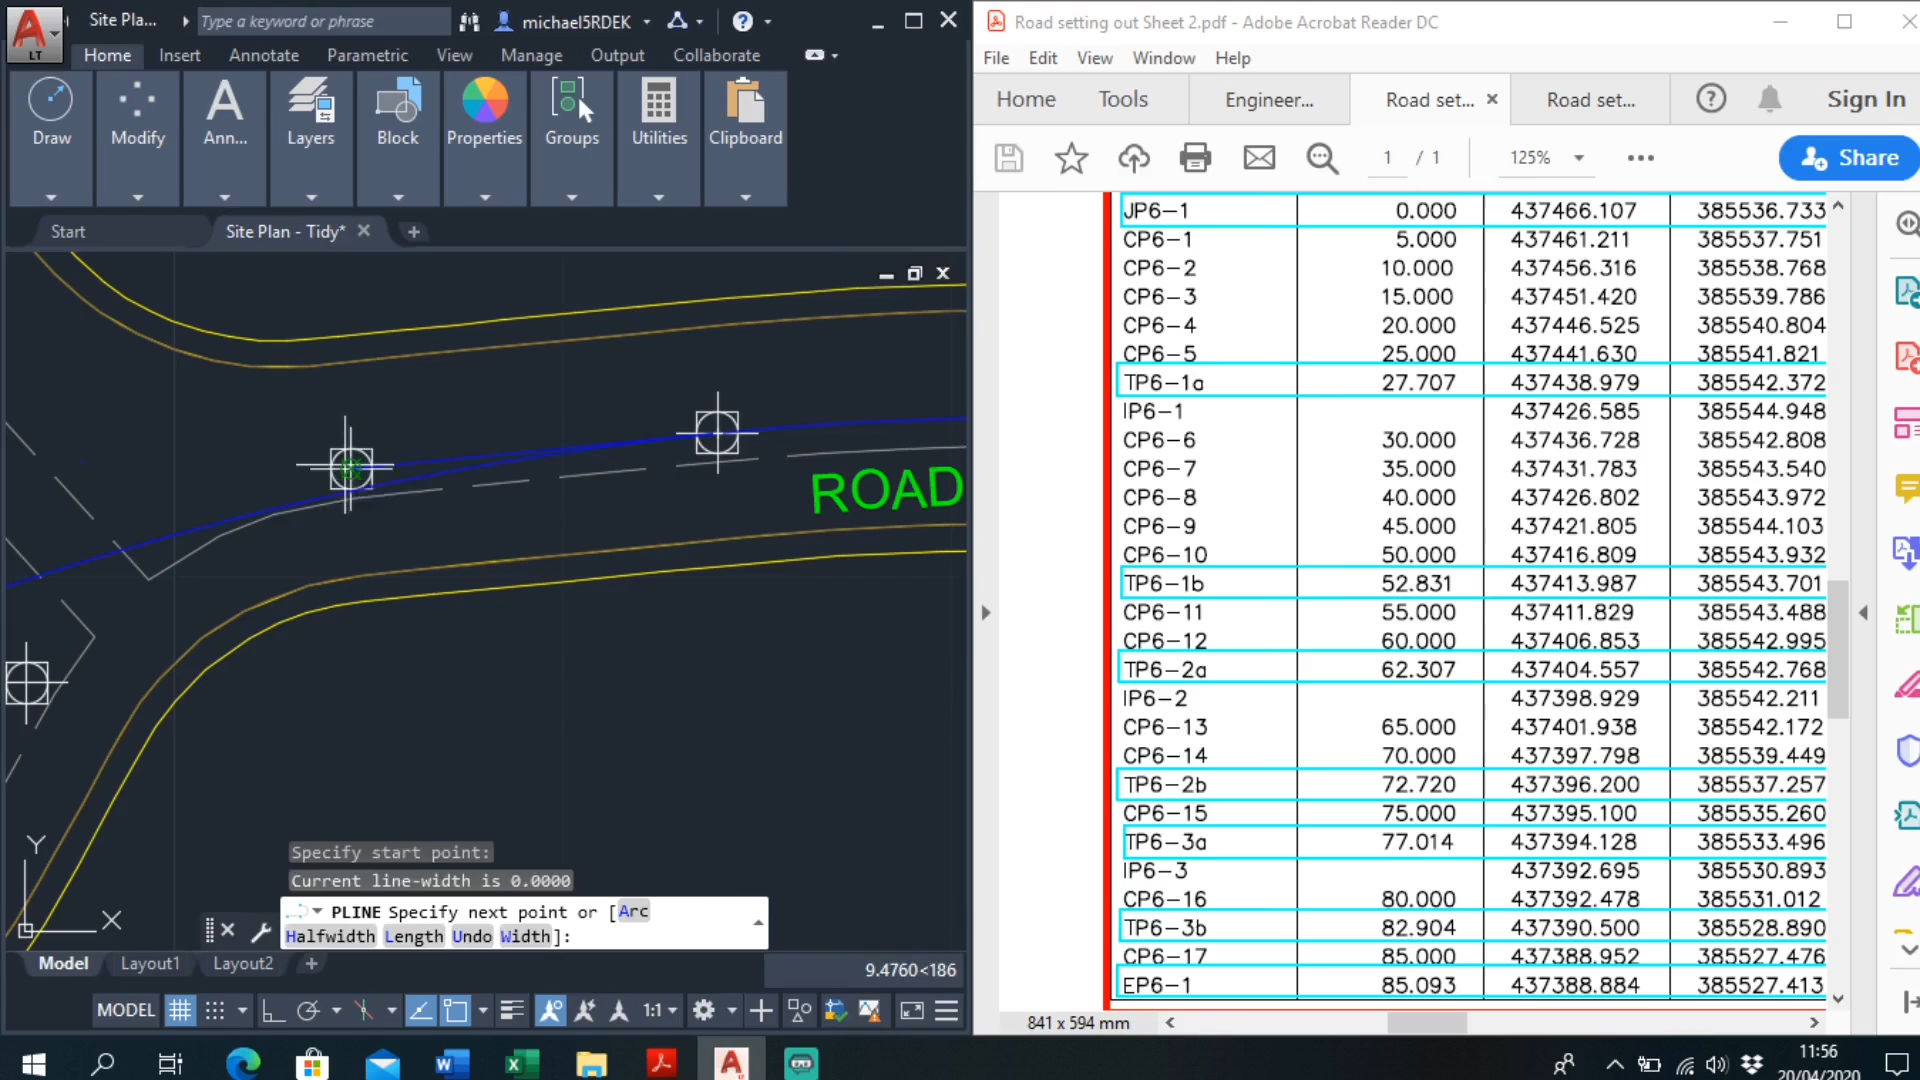 Site Pla...
Type a keyword or phrase
michael5RDEK
LT
Home Insert Annotate Parametric View Manage Output Collaborate
Draw Modify Ann... Layers Block Properties Groups Utilities Clipboard
Start
Site Plan - Tidy*
ROAD
Specify start point:
Current line-width is 0.0000
PLINE Specify next point or [Arc
Halfwidth Length Undo Width]:
Y
X
Model Layout1 Layout2
9.4760<186
MODEL
1:1
Road setting out Sheet 2.pdf - Adobe Acrobat Reader DC
File Edit View Window Help
Home Tools Engineer... Road set... Road set... Sign In
1 / 1
125%
Share
JP6-1 0.000 437466.107 385536.733
CP6-1 5.000 437461.211 385537.751
CP6-2 10.000 437456.316 385538.768
CP6-3 15.000 437451.420 385539.786
CP6-4 20.000 437446.525 385540.804
CP6-5 25.000 437441.630 385541.821
TP6-1a 27.707 437438.979 385542.372
IP6-1 437426.585 385544.948
CP6-6 30.000 437436.728 385542.808
CP6-7 35.000 437431.783 385543.540
CP6-8 40.000 437426.802 385543.972
CP6-9 45.000 437421.805 385544.103
CP6-10 50.000 437416.809 385543.932
TP6-1b 52.831 437413.987 385543.701
CP6-11 55.000 437411.829 385543.488
CP6-12 60.000 437406.853 385542.995
TP6-2a 62.307 437404.557 385542.768
IP6-2 437398.929 385542.211
CP6-13 65.000 437401.938 385542.172
CP6-14 70.000 437397.798 385539.449
TP6-2b 72.720 437396.200 385537.257
CP6-15 75.000 437395.100 385535.260
TP6-3a 77.014 437394.128 385533.496
IP6-3 437392.695 385530.893
CP6-16 80.000 437392.478 385531.012
TP6-3b 82.904 437390.500 385528.890
CP6-17 85.000 437388.952 385527.476
EP6-1 85.093 437388.884 385527.413
841 x 594 mm
11:56
20/04/2020